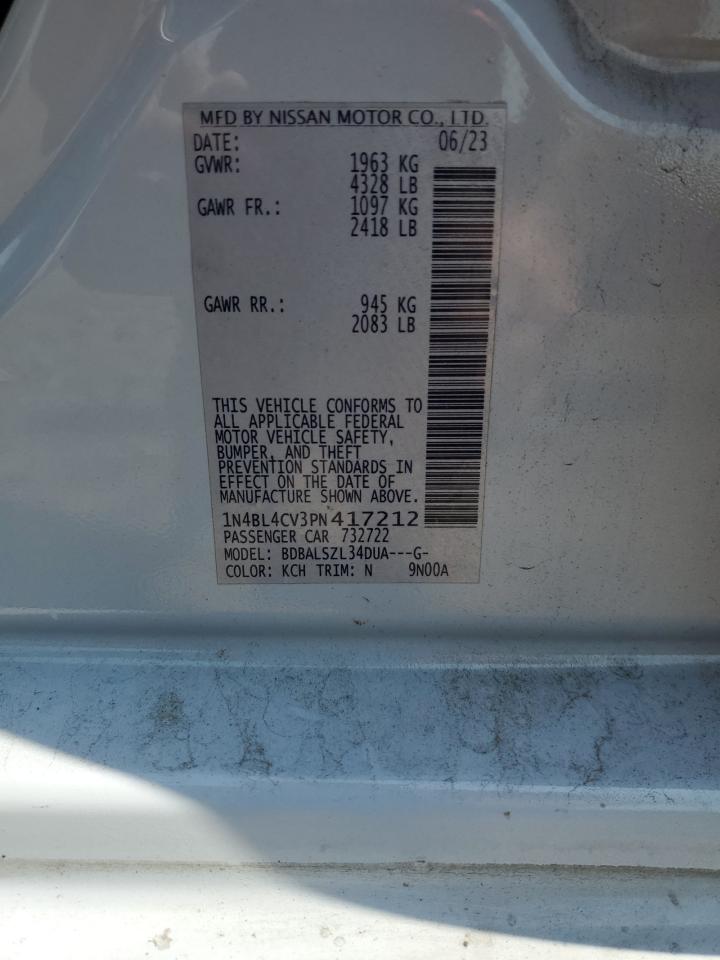 MFD BY NISSAN MOTOR CO., LTD.
DATE: 06/23
GVWR: 1963 KG
4328 LB
GAWR FR.: 1097 KG
2418 LB
GAWR RR.: 945 KG
2083 LB
THIS VEHICLE CONFORMS TO
ALL APPLICABLE FEDERAL
MOTOR VEHICLE SAFETY,
BUMPER, AND THEFT
PREVENTION STANDARDS IN
EFFECT ON THE DATE OF
MANUFACTURE SHOWN ABOVE.
1N4BL4CV3PN417212
PASSENGER CAR 732722
MODEL: BDBALSZL34DUA---G-
COLOR: KCH TRIM: N 9N00A